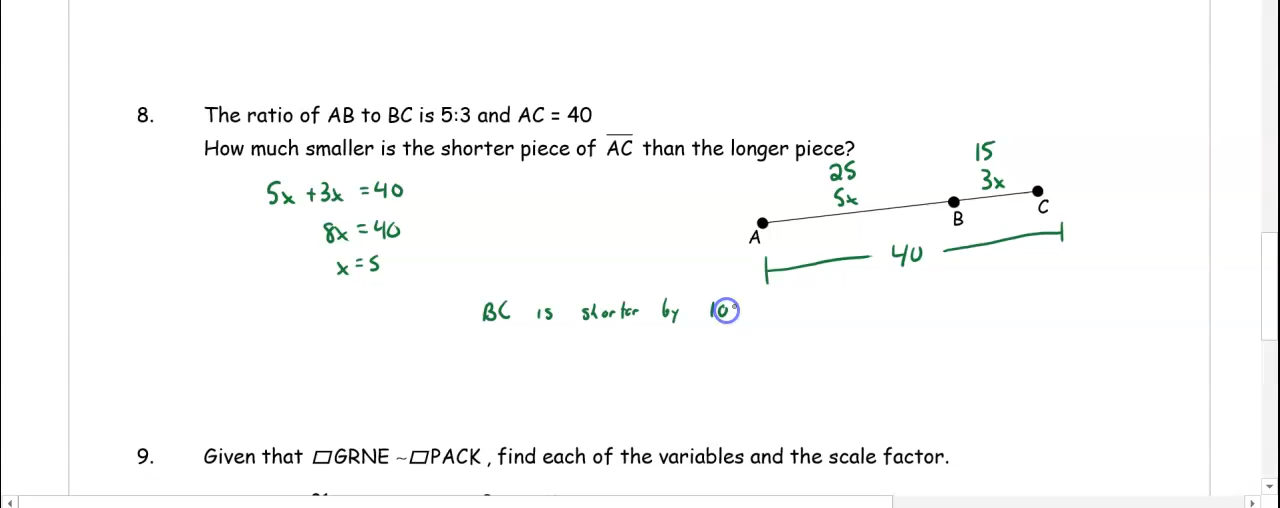 8. The ratio of AB to BC is 5:3 and AC = 40
How much smaller is the shorter piece of AC than the longer piece?
5x + 3x = 40
8x = 40
x = 5
25
5x
15
3x
A
B
C
40
BC is shorter by 10
9. Given that ▱GRNE ~ ▱PACK, find each of the variables and the scale factor.